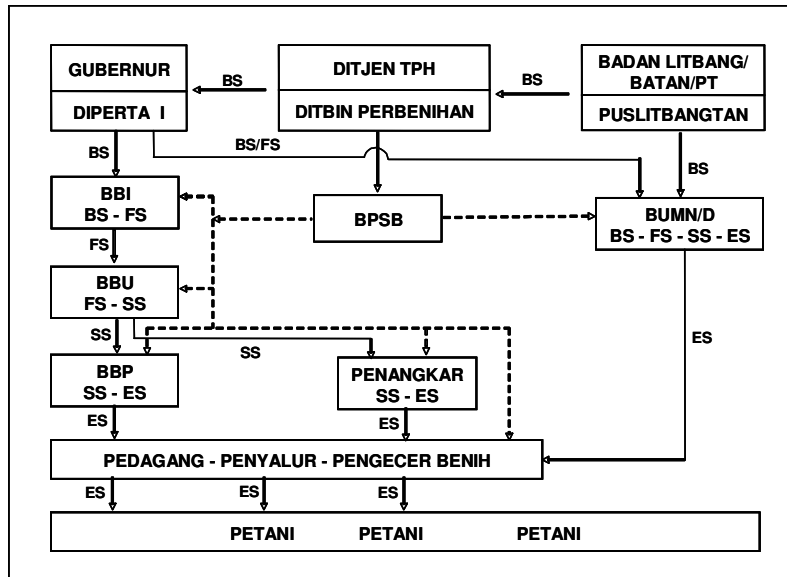 GUBERNUR
DIPERTA I
BS
DITJEN TPH
DITBIN PERBENIHAN
BS
BADAN LITBANG/
BATAN/PT
PUSLITBANGTAN
BS
BS/FS
BS
BBI
BS - FS
BPSB
BUMN/D
BS - FS - SS - ES
FS
BBU
FS - SS
SS
SS
ES
BBP
SS - ES
PENANGKAR
SS - ES
ES
ES
PEDAGANG - PENYALUR - PENGECER BENIH
ES
ES
ES
PETANI PETANI PETANI